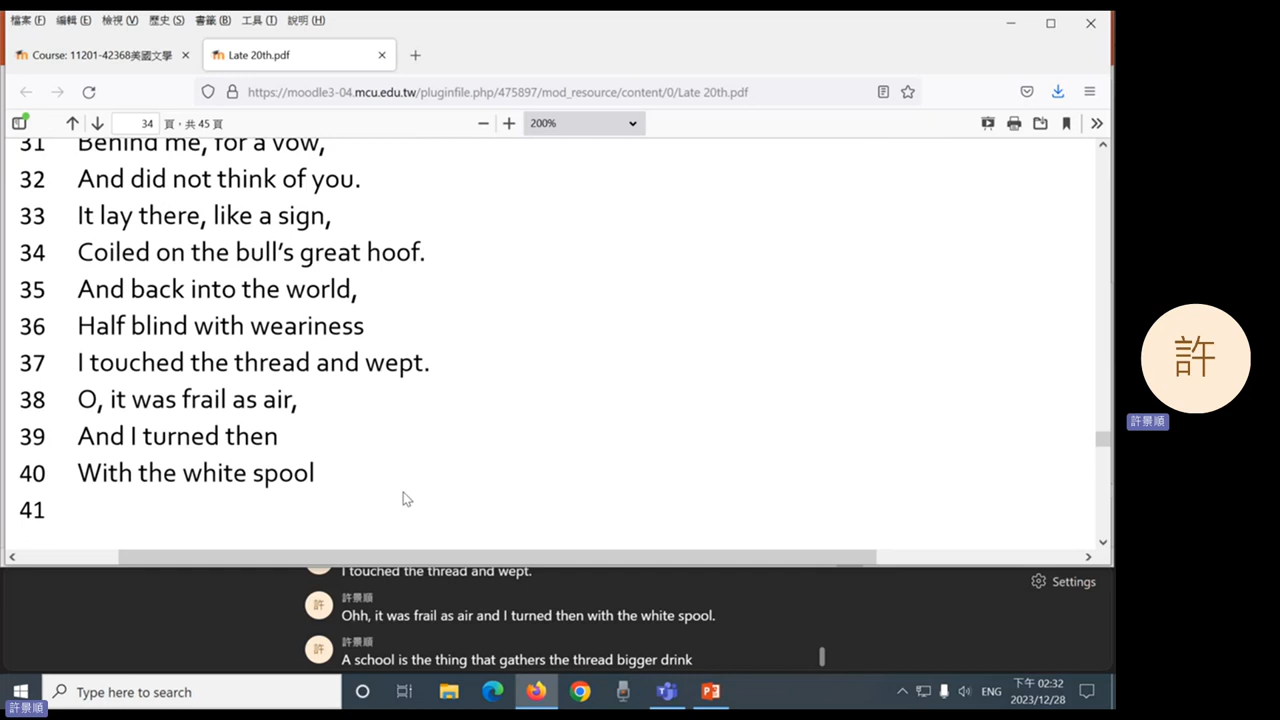 檔案(F) 編輯(E) 檢視(V) 歷史(S) 書籤(B) 工具(T) 說明(H)
Course: 11201-42368美國文學
Late 20th.pdf
https://moodle3-04.mcu.edu.tw/pluginfile.php/475897/mod_resource/content/0/Late 20th.pdf
34 頁，共 45 頁
200%
31 Behind me, for a vow,
32 And did not think of you.
33 It lay there, like a sign,
34 Coiled on the bull's great hoof.
35 And back into the world,
36 Half blind with weariness
37 I touched the thread and wept.
38 O, it was frail as air,
39 And I turned then
40 With the white spool
41
許
許景順
I touched the thread and wept.
Settings
許
許景順
Ohh, it was frail as air and I turned then with the white spool.
許
許景順
A school is the thing that gathers the thread bigger drink
Type here to search
ENG
下午 02:32
2023/12/28
許景順